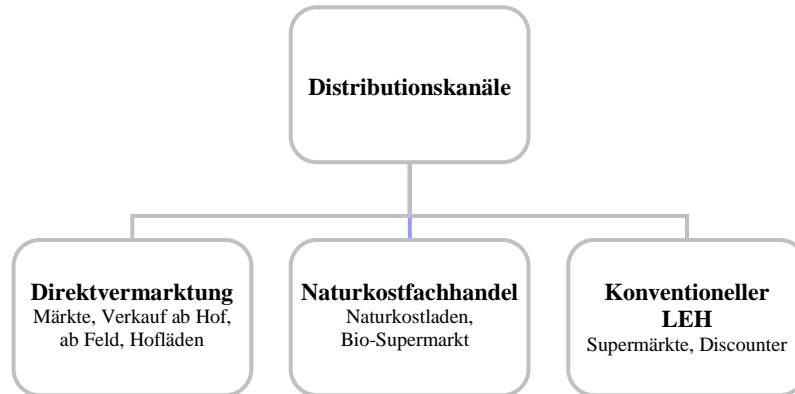 Distributionskanäle
Direktvermarktung
Märkte, Verkauf ab Hof,
ab Feld, Hofläden
Naturkostfachhandel
Naturkostladen,
Bio-Supermarkt
Konventioneller
LEH
Supermärkte, Discounter